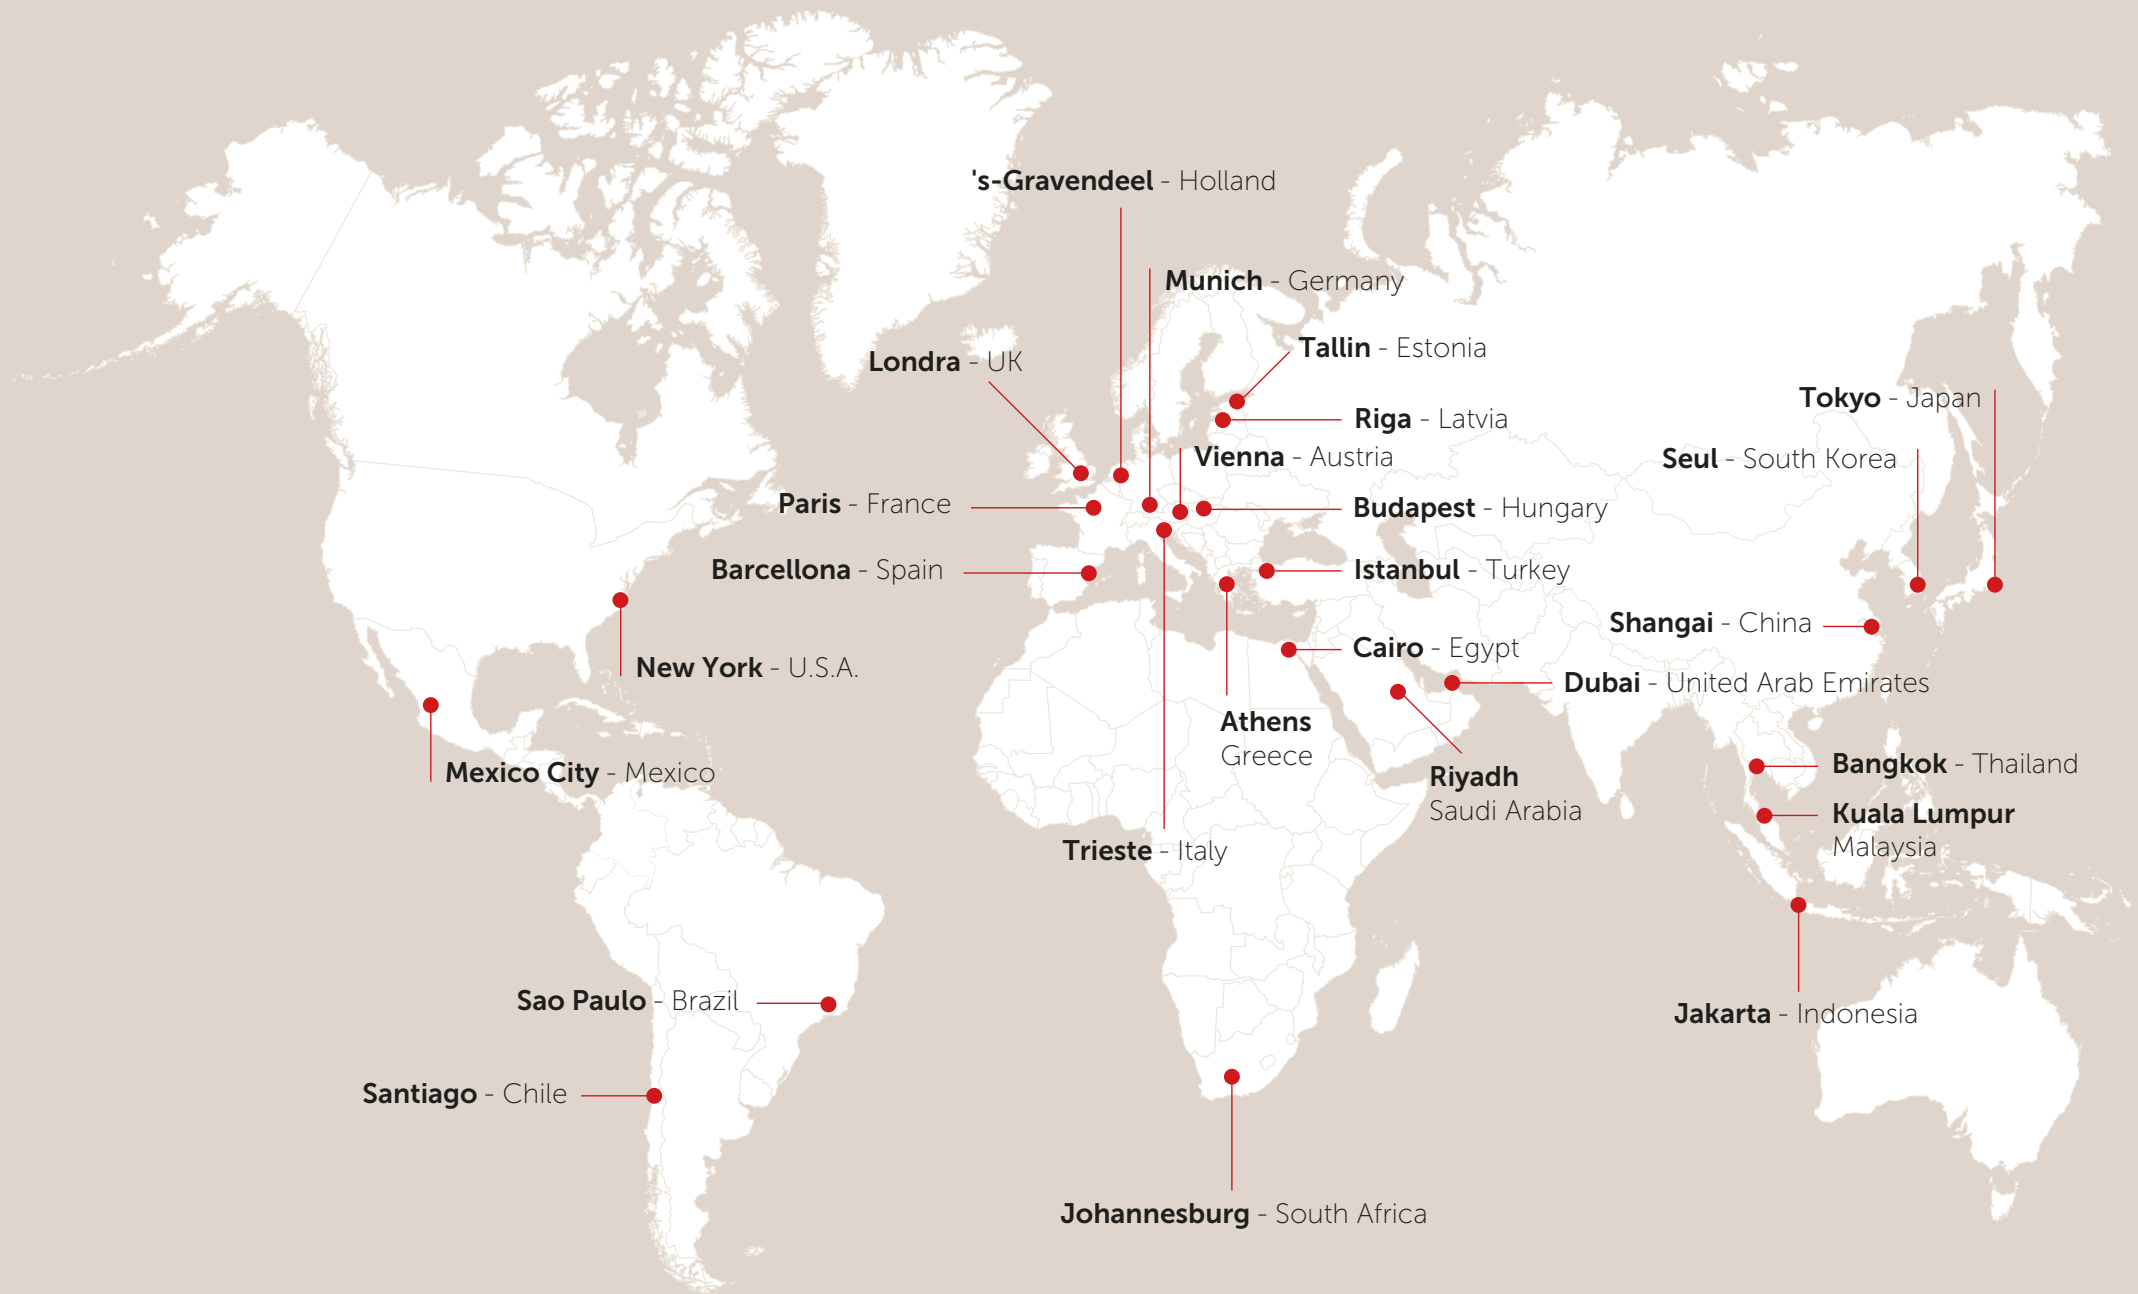 's-Gravendeel - Holland
Munich - Germany
Tallin - Estonia
Londra - UK
Tokyo - Japan
Riga - Latvia
Vienna - Austria
Seul - South Korea
Paris - France
Budapest - Hungary
Barcellona - Spain
Istanbul - Turkey
Shangai - China
Cairo - Egypt
New York - U.S.A.
Dubai - United Arab Emirates
Athens
Greece
Bangkok - Thailand
Mexico City - Mexico
Riyadh
Saudi Arabia
Kuala Lumpur
Malaysia
Trieste - Italy
Sao Paulo - Brazil
Jakarta - Indonesia
Santiago - Chile
Johannesburg - South Africa